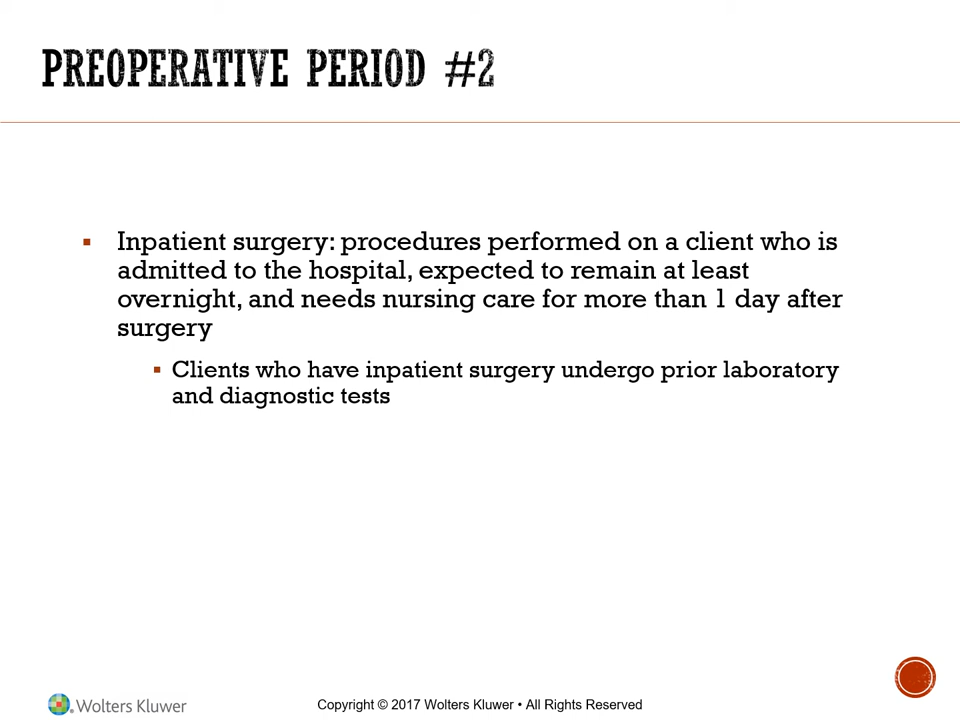 PREOPERATIVE PERIOD #2
▪ Inpatient surgery: procedures performed on a client who is
admitted to the hospital, expected to remain at least
overnight, and needs nursing care for more than 1 day after
surgery
▪ Clients who have inpatient surgery undergo prior laboratory
and diagnostic tests
Wolters Kluwer
Copyright © 2017 Wolters Kluwer • All Rights Reserved